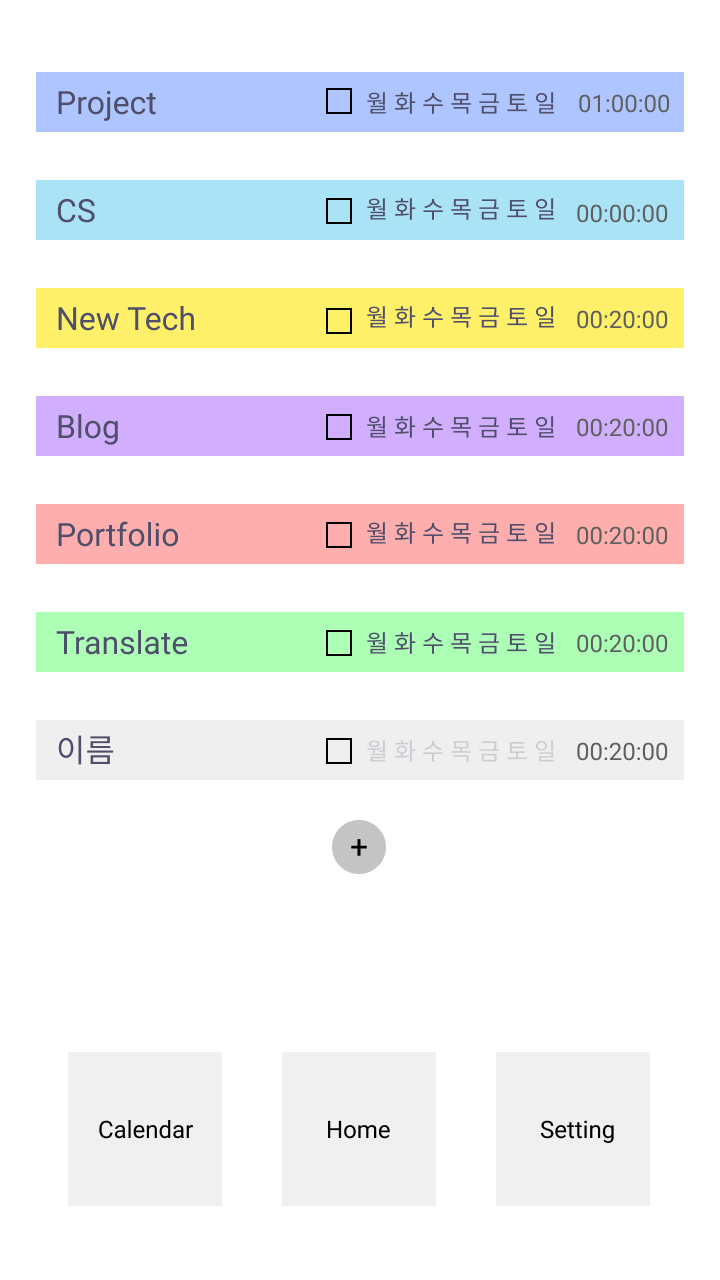 Project 월 화 수 목 금 토 일 01:00:00
CS 월 화 수 목 금 토 일 00:00:00
New Tech 월 화 수 목 금 토 일 00:20:00
Blog 월 화 수 목 금 토 일 00:20:00
Portfolio 월 화 수 목 금 토 일 00:20:00
Translate 월 화 수 목 금 토 일 00:20:00
이름 월 화 수 목 금 토 일 00:20:00
+
Calendar Home Setting